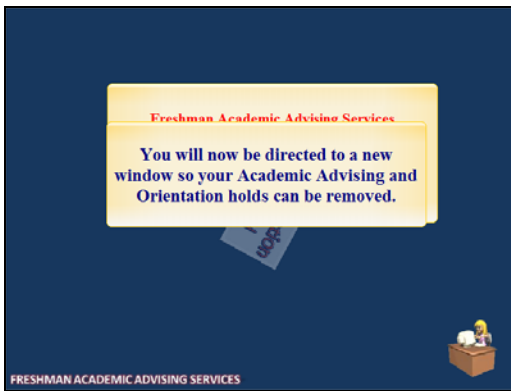 Freshman Academic Advising Services
You will now be directed to a new
window so your Academic Advising and
Orientation holds can be removed.
FRESHMAN ACADEMIC ADVISING SERVICES